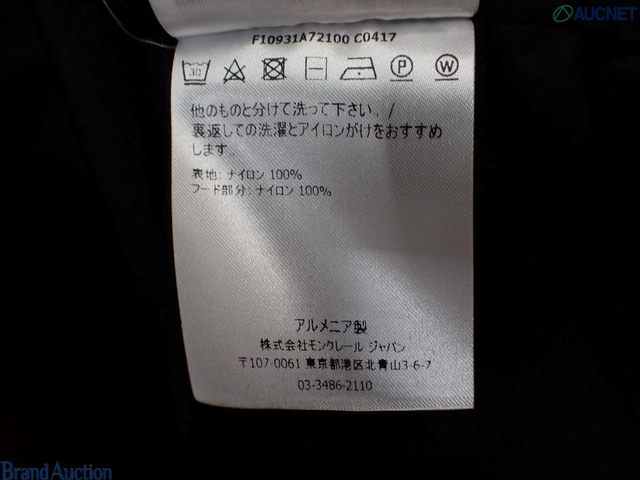 AUCNET
F10931A72100 C0417
30
P
W
他のものと分けて洗って下さい。/
裏返しての洗濯とアイロンがけをおすすめ
します。
表地: ナイロン 100%
フード部分: ナイロン 100%
アルメニア製
株式会社モンクレール ジャパン
〒107-0061 東京都港区北青山3-6-7
03-3486-2110
Brand Auction